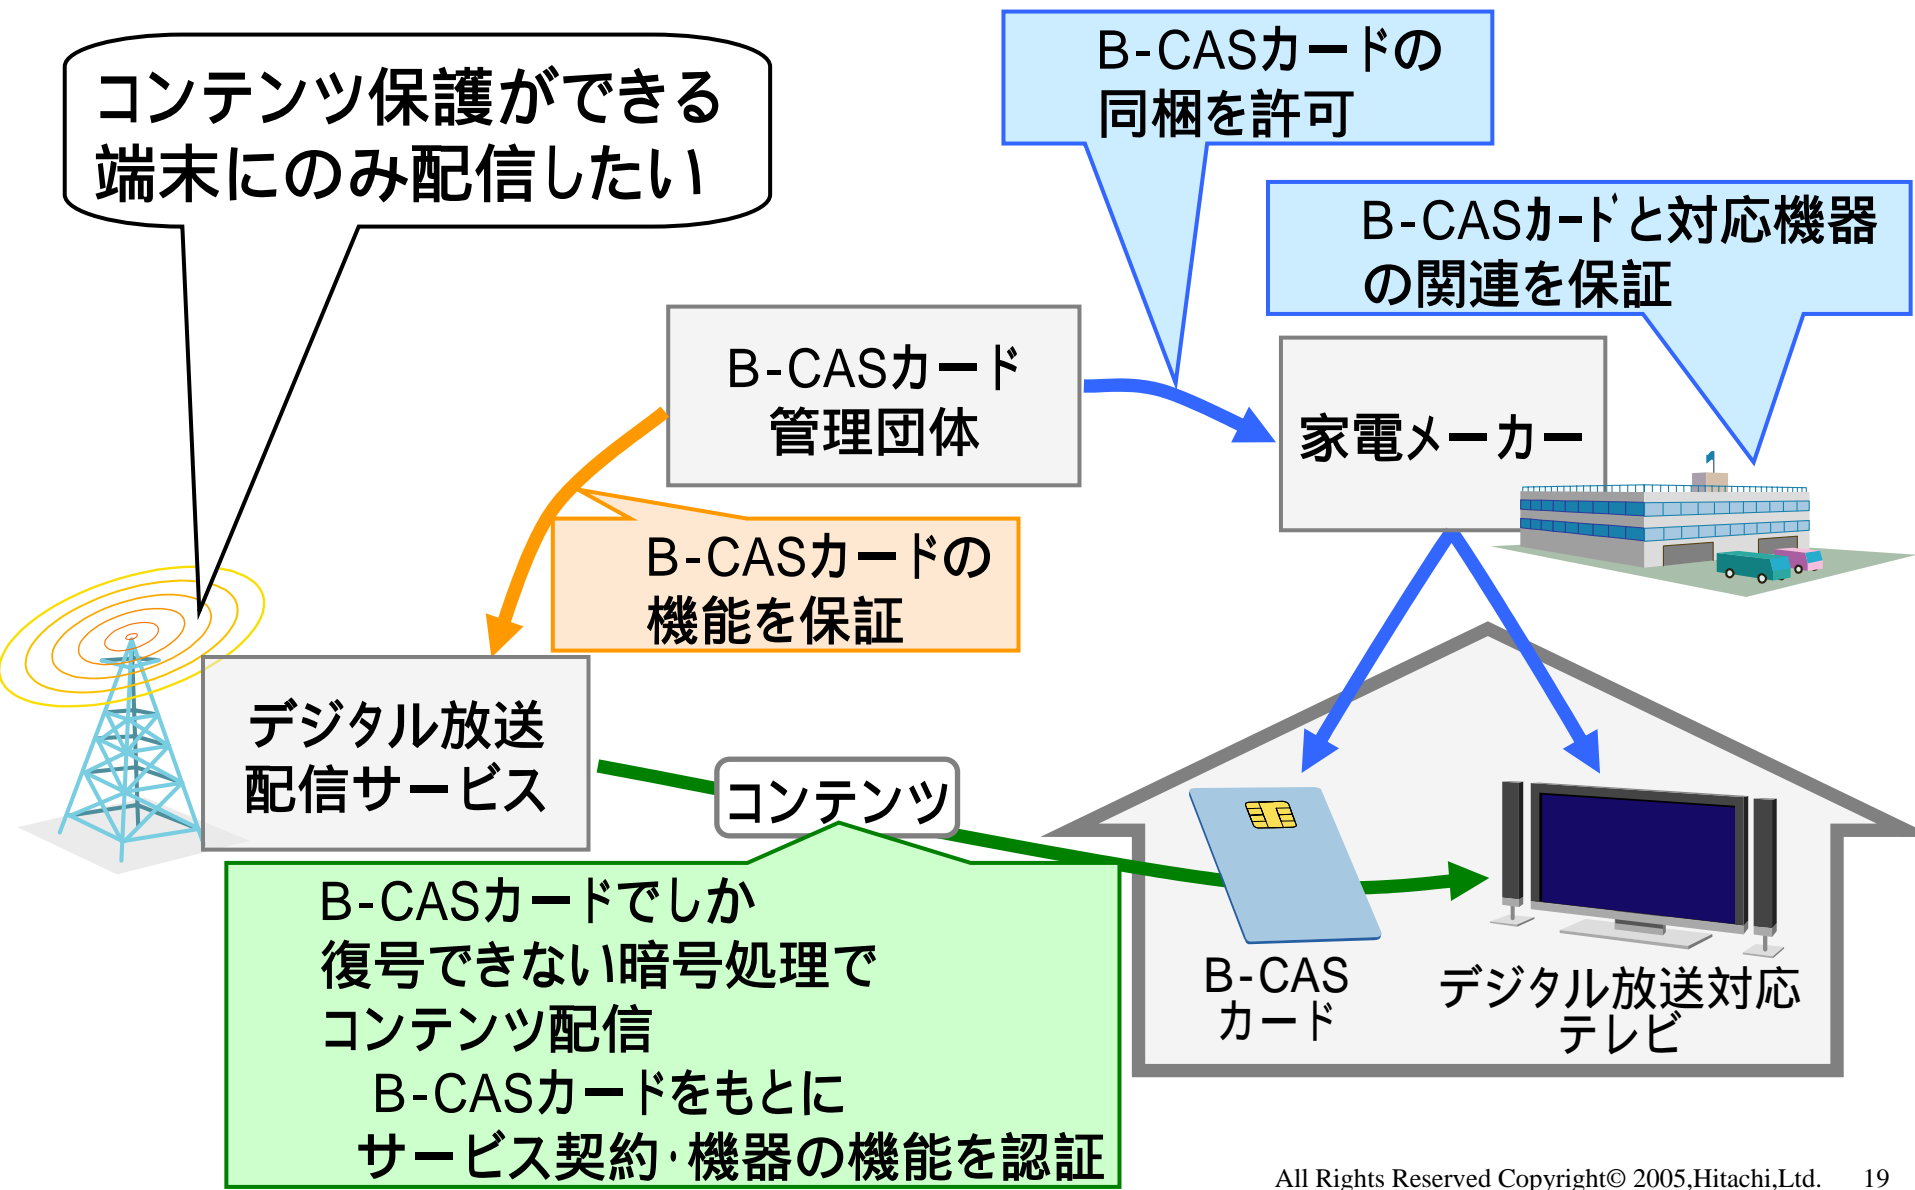 コンテンツ保護ができる
端末にのみ配信したい
B-CASカードの
同梱を許可
B-CASｶｰﾄﾞと対応機器
の関連を保証
B-CASカード
管理団体
家電メーカー
B-CASカードの
機能を保証
デジタル放送
配信サービス
コンテンツ
B-CASカードでしか
復号できない暗号処理で
コンテンツ配信
B-CASカードをもとに
サービス契約･機器の機能を認証
B-CAS
カード
デジタル放送対応
テレビ
All Rights Reserved Copyright© 2005,Hitachi,Ltd. 19